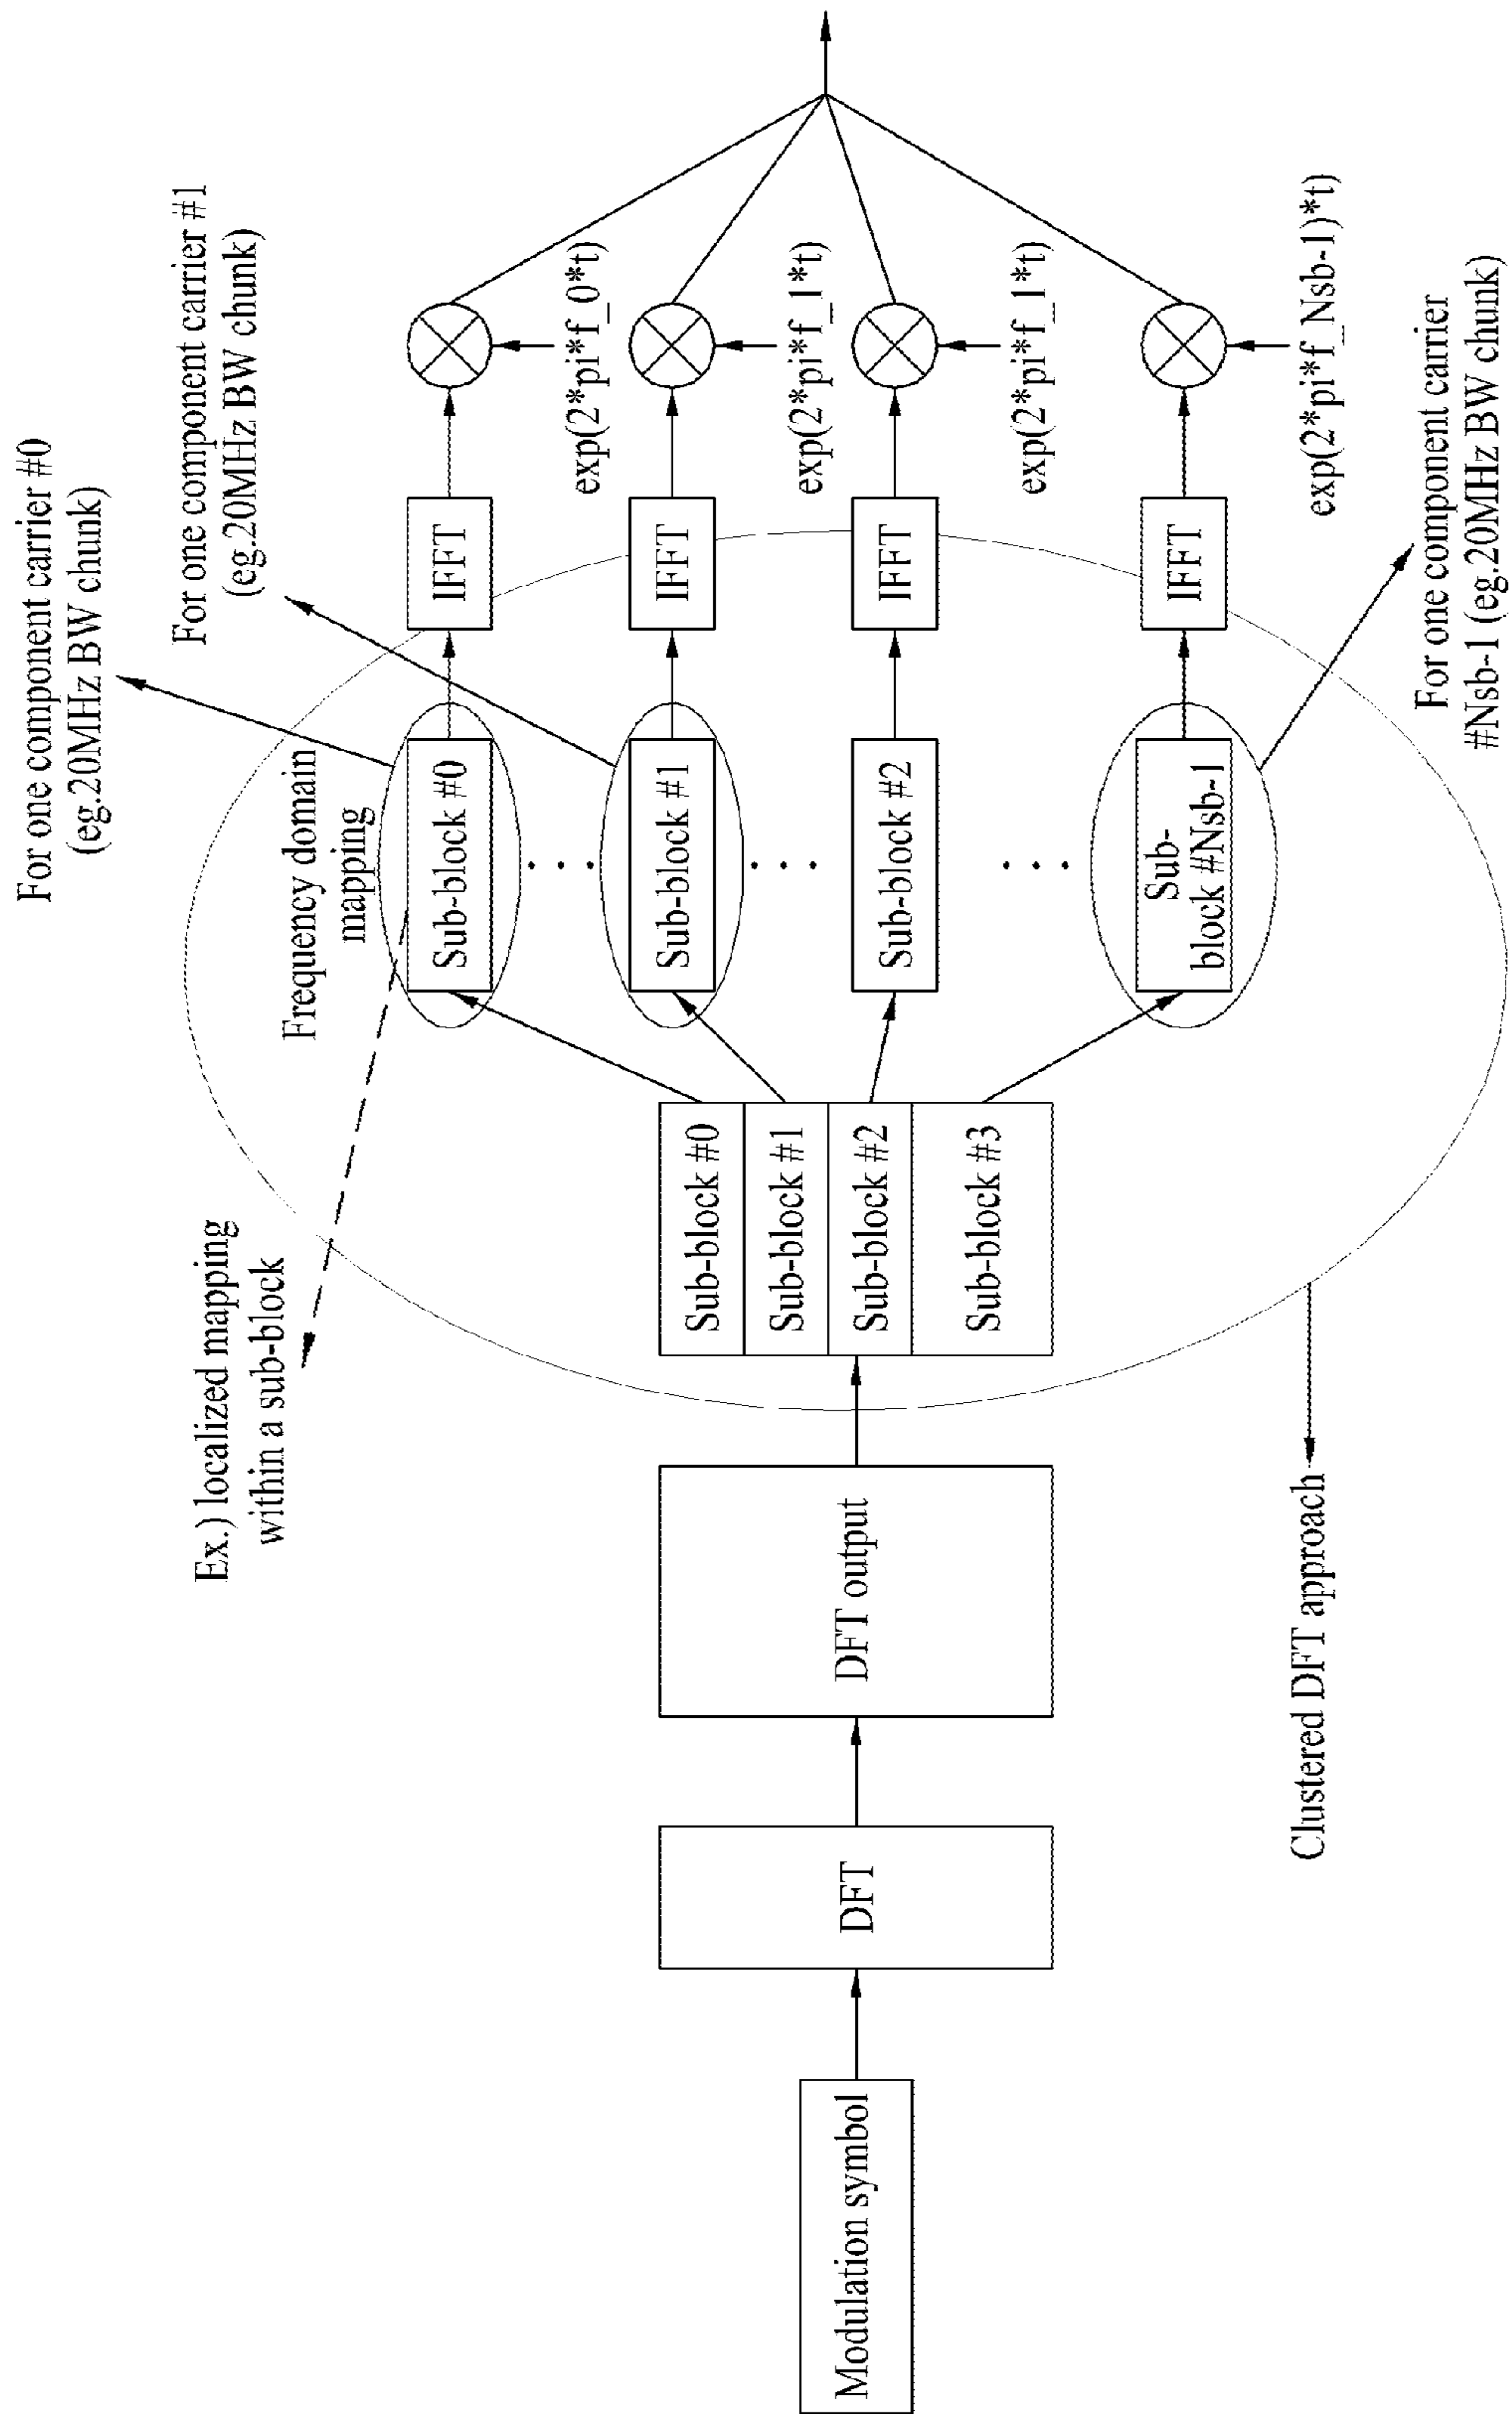 For one component carrier #0
(eg.20MHz BW chunk)
For one component carrier #1
(eg.20MHz BW chunk)
Ex.) localized mapping
within a sub-block
Frequency domain
mapping
Modulation symbol
DFT
DFT output
Sub-block #0
Sub-block #1
Sub-block #2
Sub-block #3
Sub-block #0
IFFT
exp(2*pi*f_0*t)
Sub-block #1
IFFT
exp(2*pi*f_1*t)
Sub-block #2
IFFT
exp(2*pi*f_1*t)
Sub-
block #Nsb-1
IFFT
exp(2*pi*f_Nsb-1)*t)
Clustered DFT approach
For one component carrier
#Nsb-1 (eg.20MHz BW chunk)